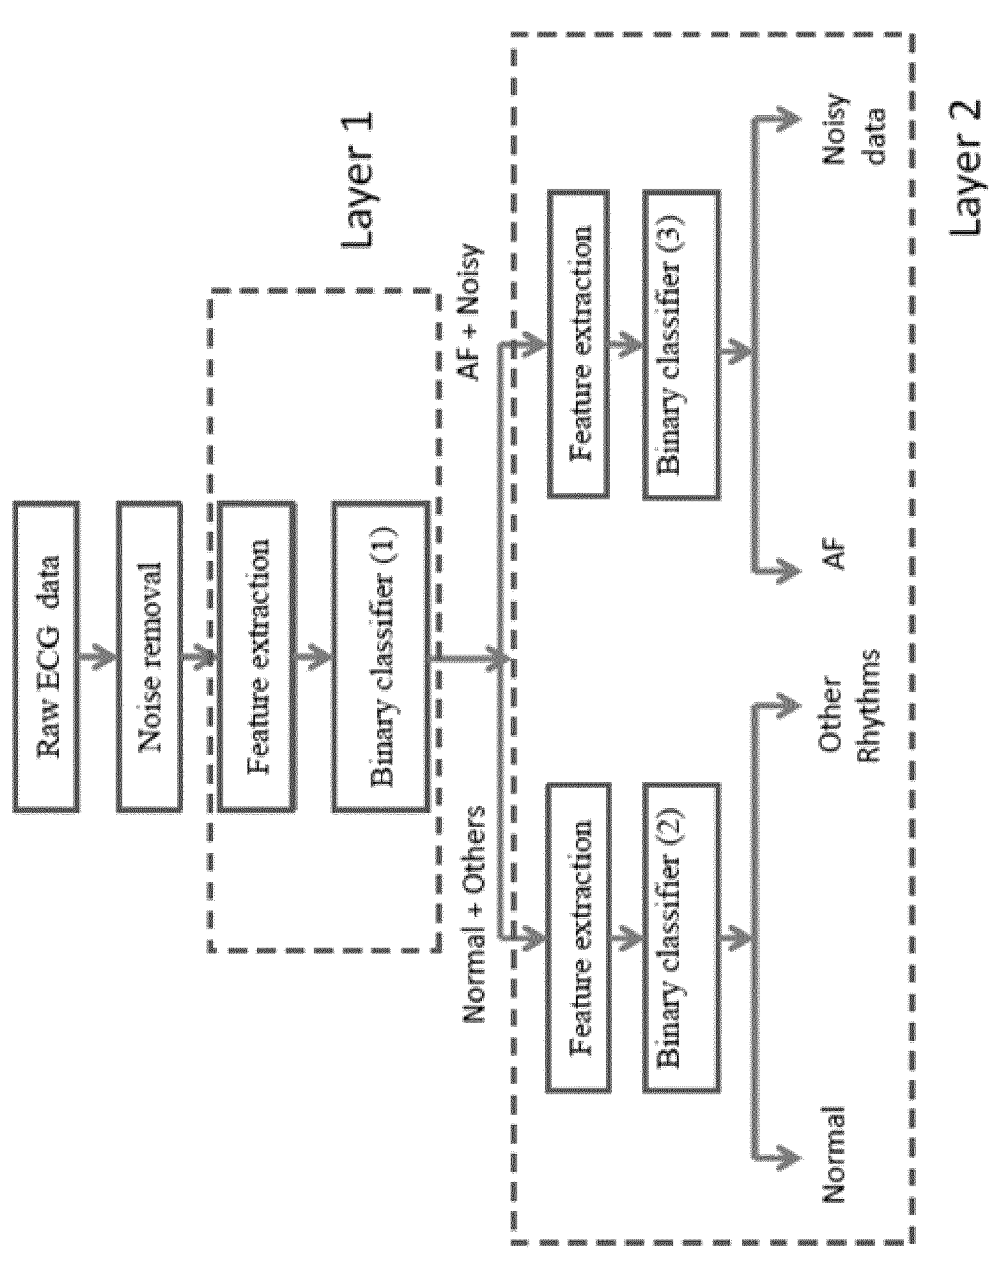 Raw ECG data
Noise removal
Feature extraction
Binary classifier (1)
Layer 1
Normal + Others
AF + Noisy
Feature extraction
Binary classifier (2)
Feature extraction
Binary classifier (3)
Normal
Other
Rhythms
AF
Noisy
data
Layer 2